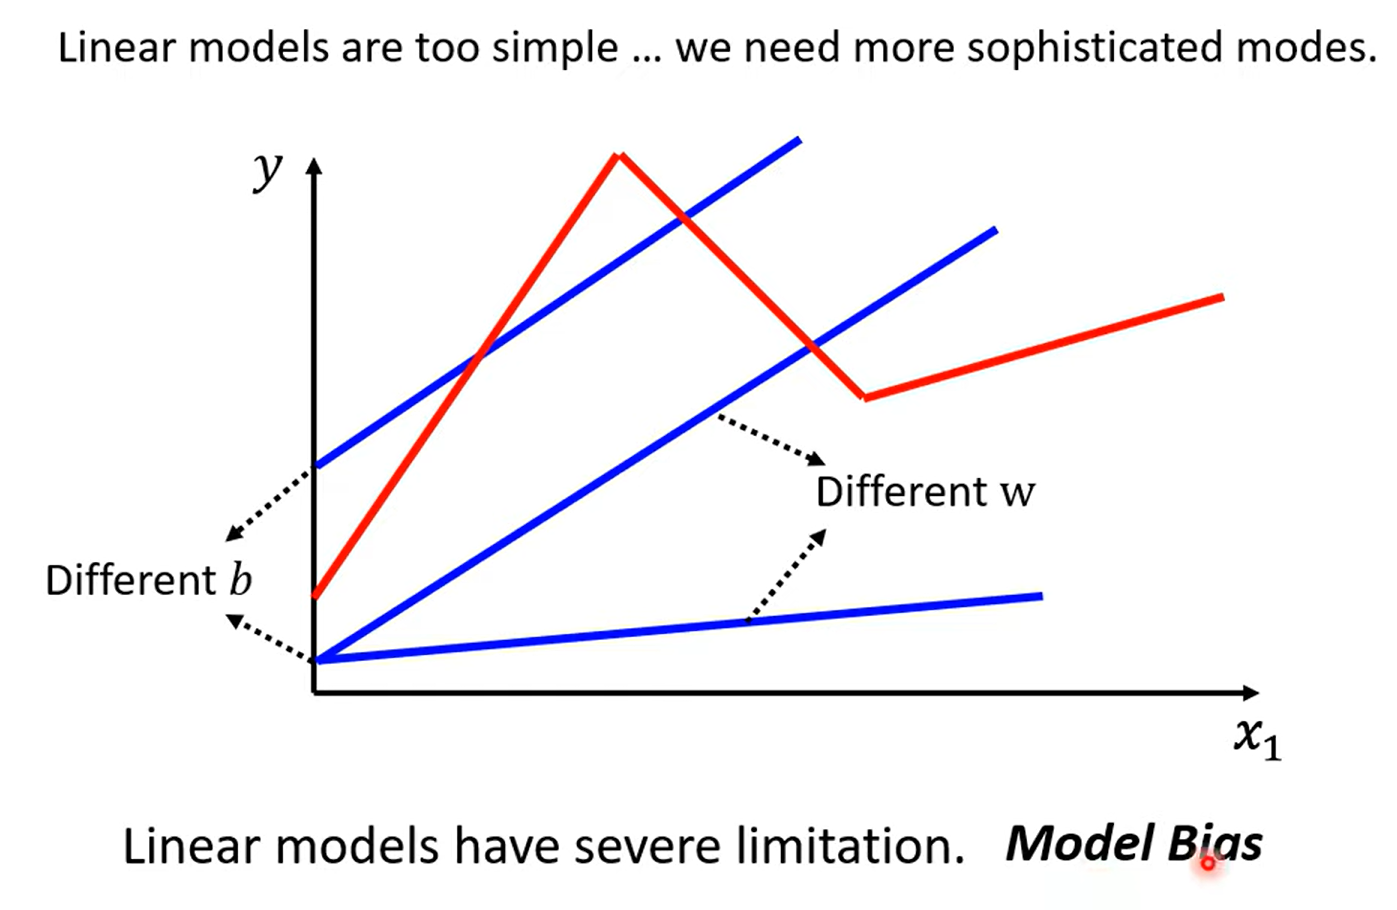 Linear models are too simple … we need more sophisticated modes.
y
Different w
Different b
x₁
Linear models have severe limitation. Model Bias